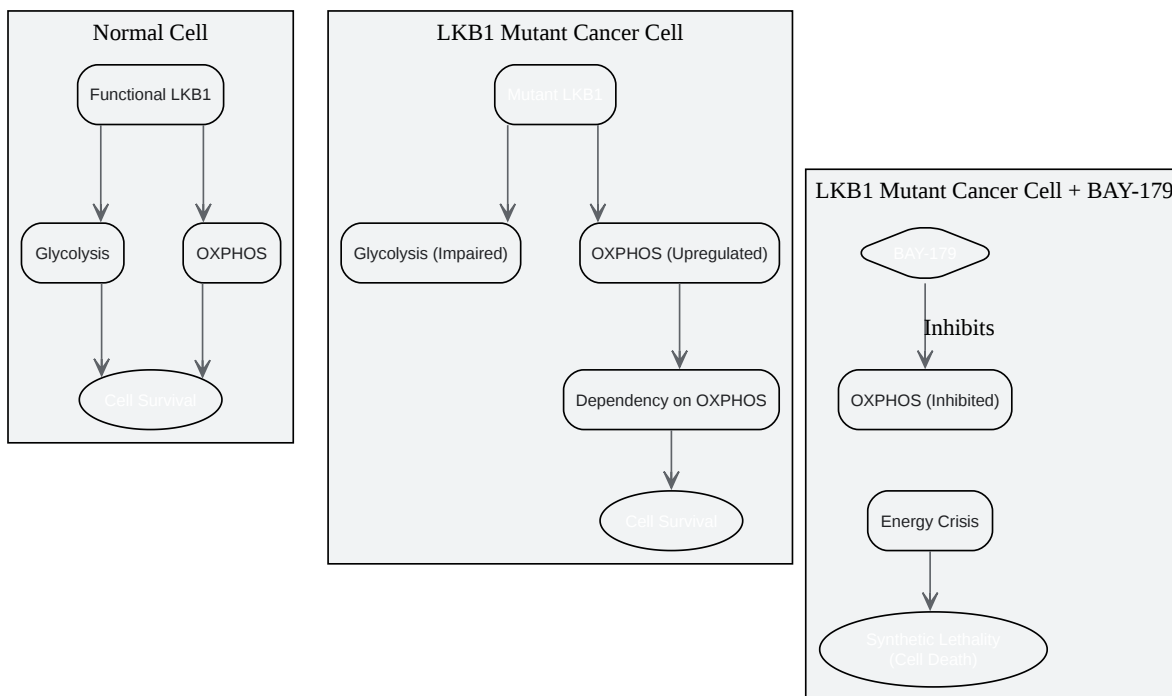 Normal Cell
Functional LKB1
Glycolysis
OXPHOS
Cell Survival
LKB1 Mutant Cancer Cell
Mutant LKB1
Glycolysis (Impaired)
OXPHOS (Upregulated)
Dependency on OXPHOS
Cell Survival
LKB1 Mutant Cancer Cell + BAY-179
BAY-179
Inhibits
OXPHOS (Inhibited)
Energy Crisis
Synthetic Lethality
(Cell Death)